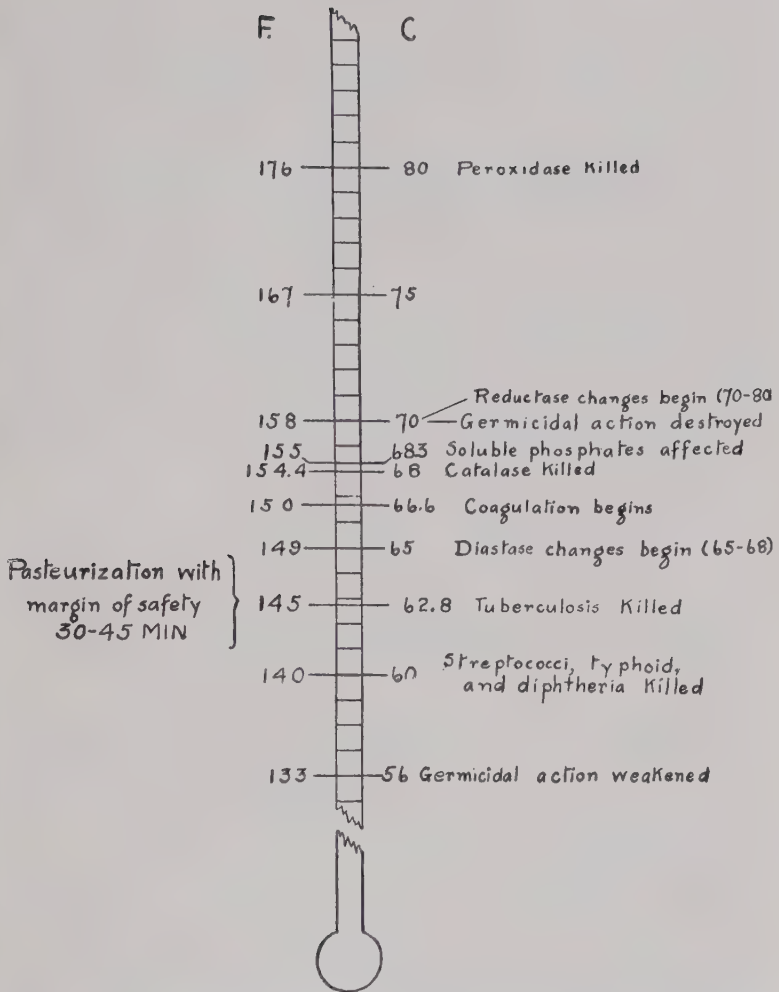 F. C
176 80 Peroxidase Killed
167 75
Reductase changes begin (70-80
158 70 Germicidal action destroyed
155 683 Soluble phosphates affected
154.4 68 Catalase Killed
150 66.6 Coagulation begins
149 65 Diastase changes begin (65-68)
Pasteurization with
margin of safety
30-45 MIN
145 62.8 Tuberculosis Killed
140 60 Streptococci, typhoid,
and diphtheria Killed
133 56 Germicidal action weakened